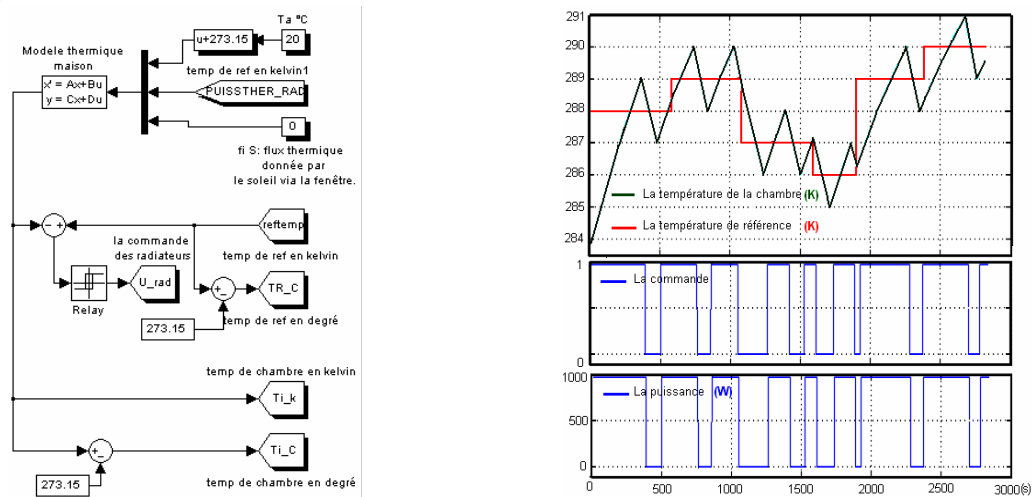 Ta °C
u+273.15
20
Modele thermique
maison
x' = Ax+Bu
y = Cx+Du
temp de ref en kelvin1
PUISSTHER_RAD
0
fi S: flux thermique
donnée par
le soleil via la fenêtre.
- +
reftemp
la commande
des radiateurs
temp de ref en kelvin
U_rad
Relay
+_
TR_C
273.15
temp de ref en degré
temp de chambre en kelvin
Ti_k
+_
Ti_C
273.15
temp de chambre en degré
291
290
289
288
287
286
285
284
La température de la chambre (K)
La température de référence (K)
1
0
La commande
1000
500
0
La puissance (W)
0
500
1000
1500
2000
2500
3000(s)